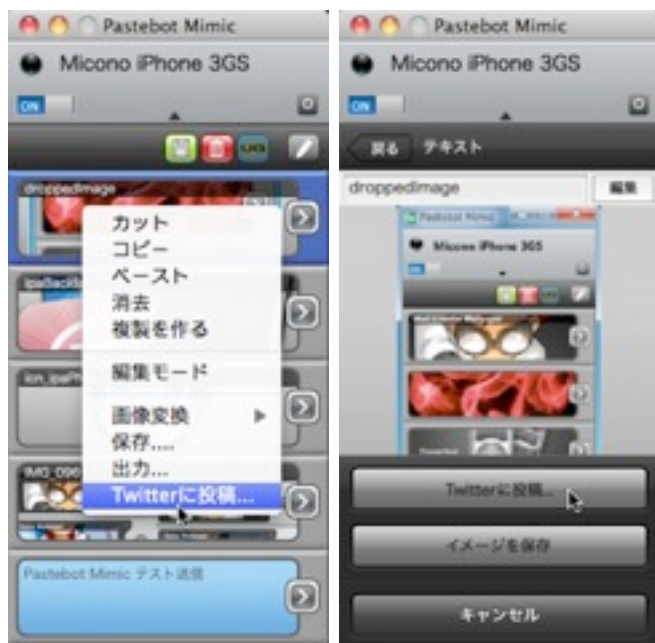 Pastebot Mimic
Micono iPhone 3GS
ON
droppedImage
カット
コピー
ペースト
消去
複製を作る
編集モード
画像変換
保存....
出力...
Twitterに投稿...
Pastebot Mimic テスト送信
Pastebot Mimic
Micono iPhone 3GS
ON
戻る
テキスト
droppedImage
編集
Pastebot Mimic
Micono iPhone 3GS
Twitterに投稿...
イメージを保存
キャンセル